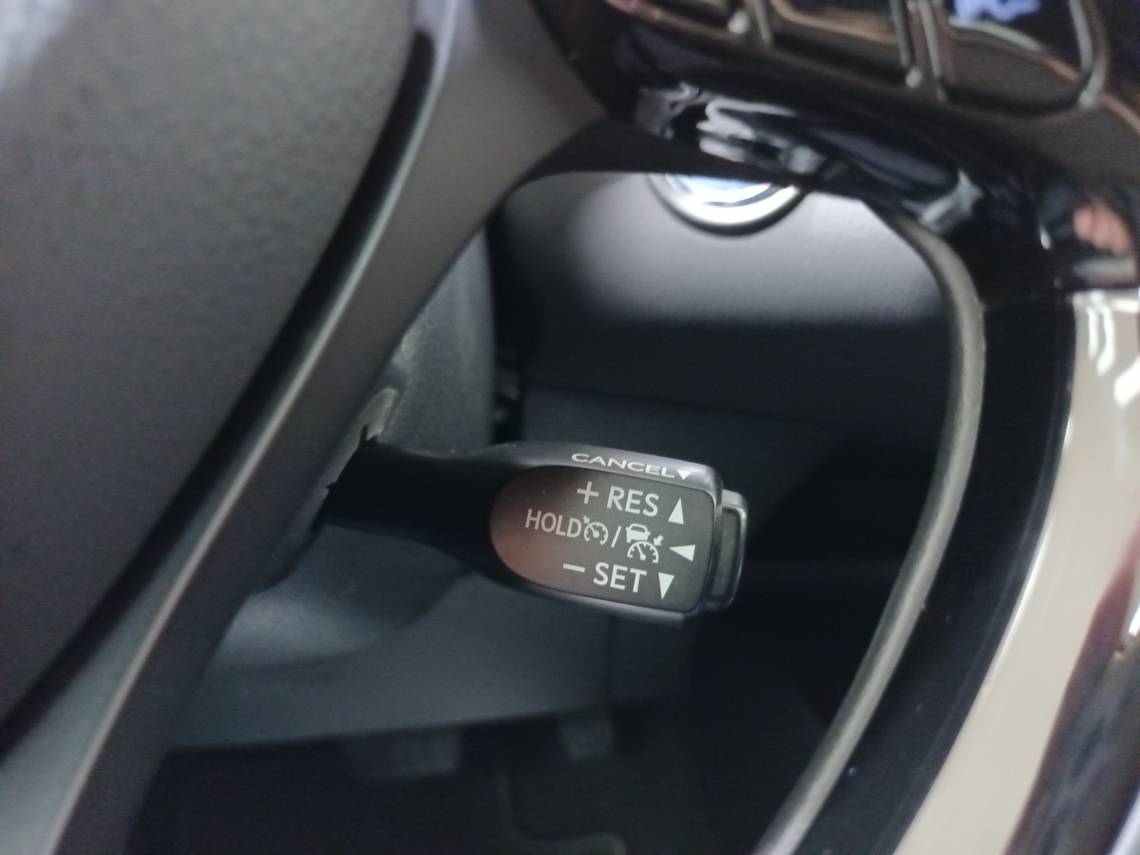 CANCEL▼
+ RES ▲
HOLD / ◀
− SET ▼